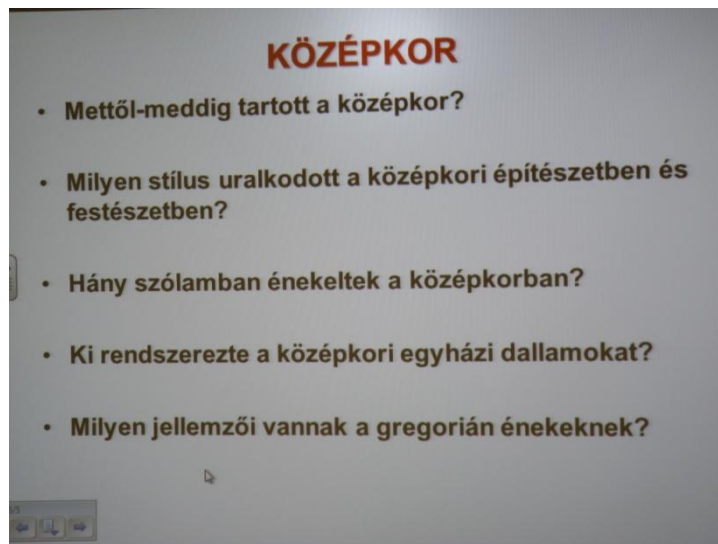 KÖZÉPKOR
• Mettől-meddig tartott a középkor?
• Milyen stílus uralkodott a középkori építészetben és
festészetben?
• Hány szólamban énekeltek a középkorban?
• Ki rendszerezte a középkori egyházi dallamokat?
• Milyen jellemzői vannak a gregorián énekeknek?